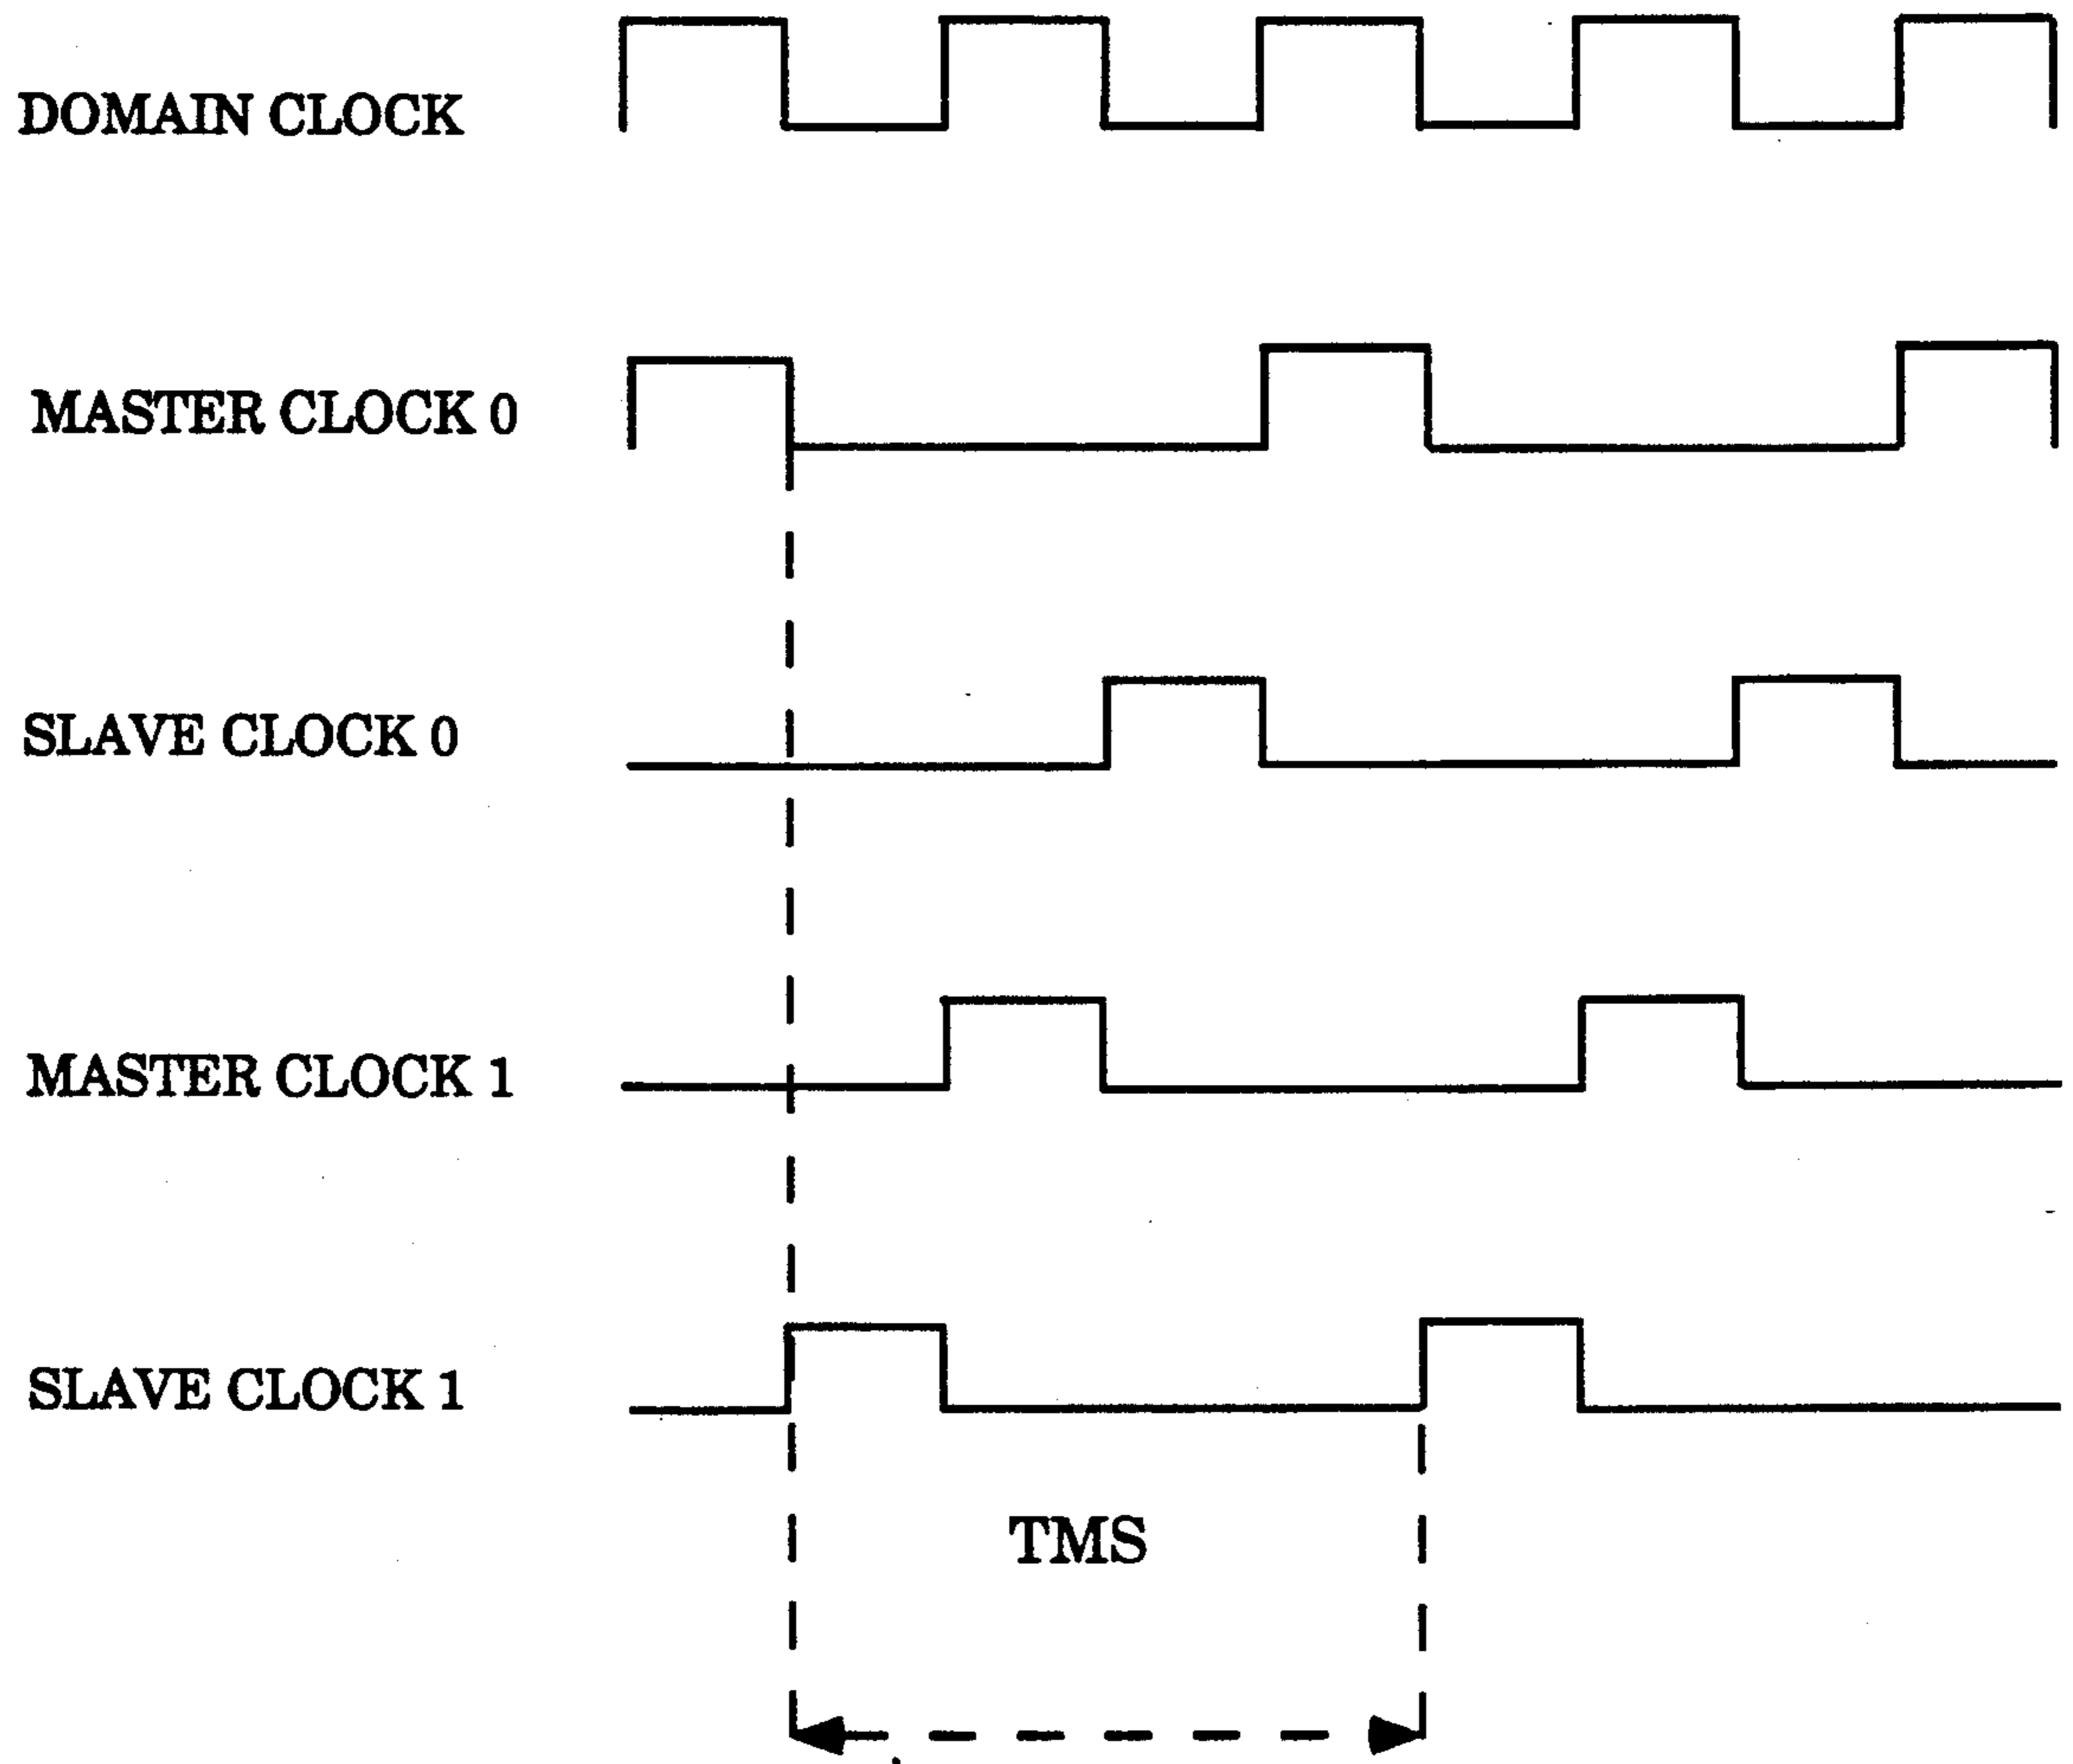 DOMAIN CLOCK
MASTER CLOCK 0
SLAVE CLOCK 0
MASTER CLOCK 1
SLAVE CLOCK 1
TMS